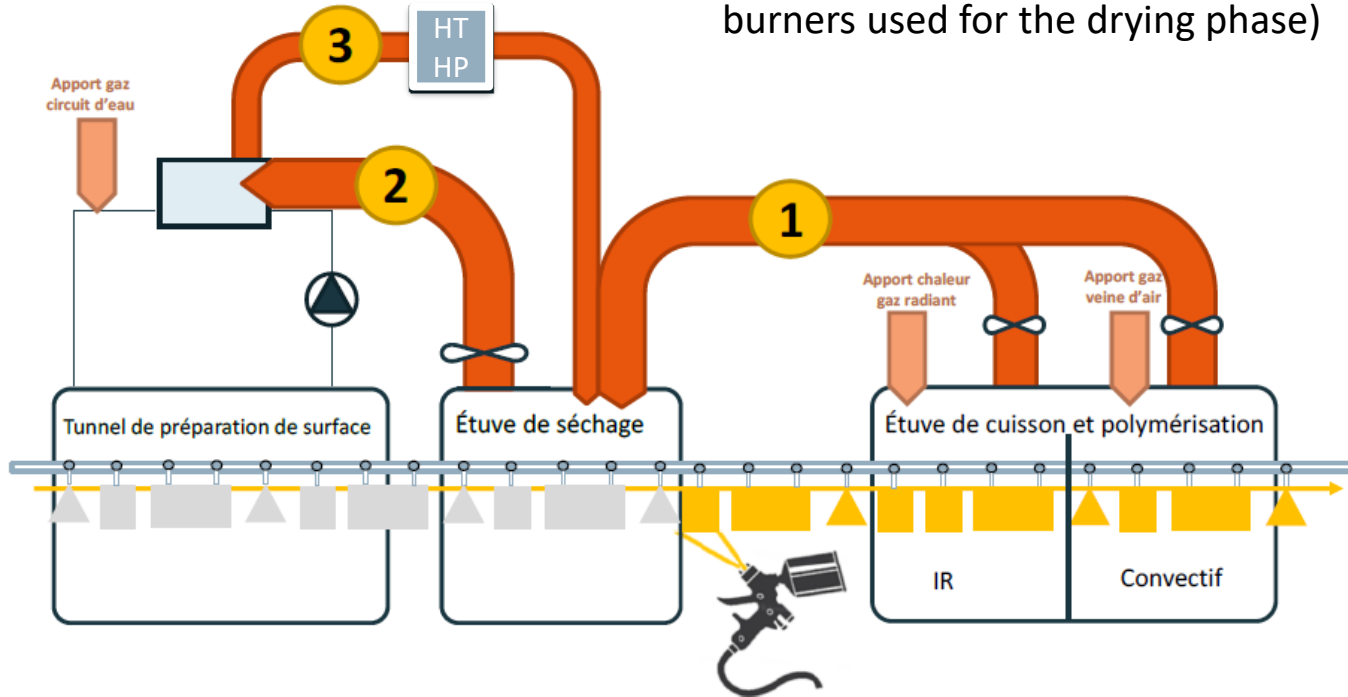 burners used for the drying phase)
3
HT
HP
Apport gaz
circuit d'eau
2
1
Apport chaleur
gaz radiant
Apport gaz
veine d'air
Tunnel de préparation de surface
Étuve de séchage
Étuve de cuisson et polymérisation
IR
Convectif